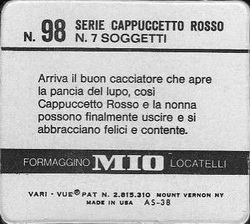 N. 98 SERIE CAPPUCCETTO ROSSO
N. 7 SOGGETTI
Arriva il buon cacciatore che apre
la pancia del lupo, così
Cappuccetto Rosso e la nonna
possono finalmente uscire e si
abbracciano felici e contente.
FORMAGGINO MIO LOCATELLI
VARI - VUE ® PAT N. 2.815.310 MOUNT VERNON NY
MADE IN USA AS-38